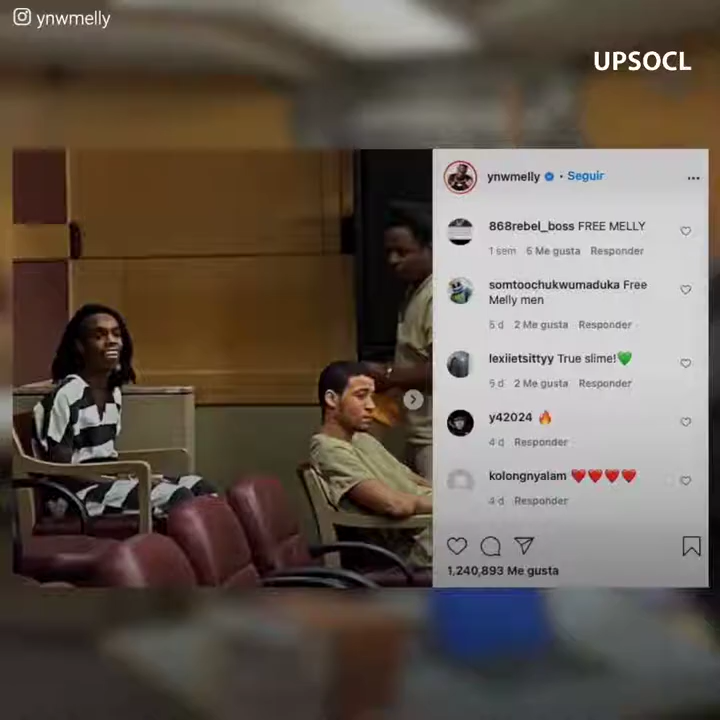 ynwmelly
UPSOCL
ynwmelly • Seguir
868rebel_boss FREE MELLY
1 sem 6 Me gusta Responder
somtoochukwumaduka Free
Melly men
5 d 2 Me gusta Responder
lexiietsittyy True slime!💚
5 d 2 Me gusta Responder
y42024 🔥
4 d Responder
kolongnyalam ❤️❤️❤️❤️
4 d Responder
1,240,893 Me gusta